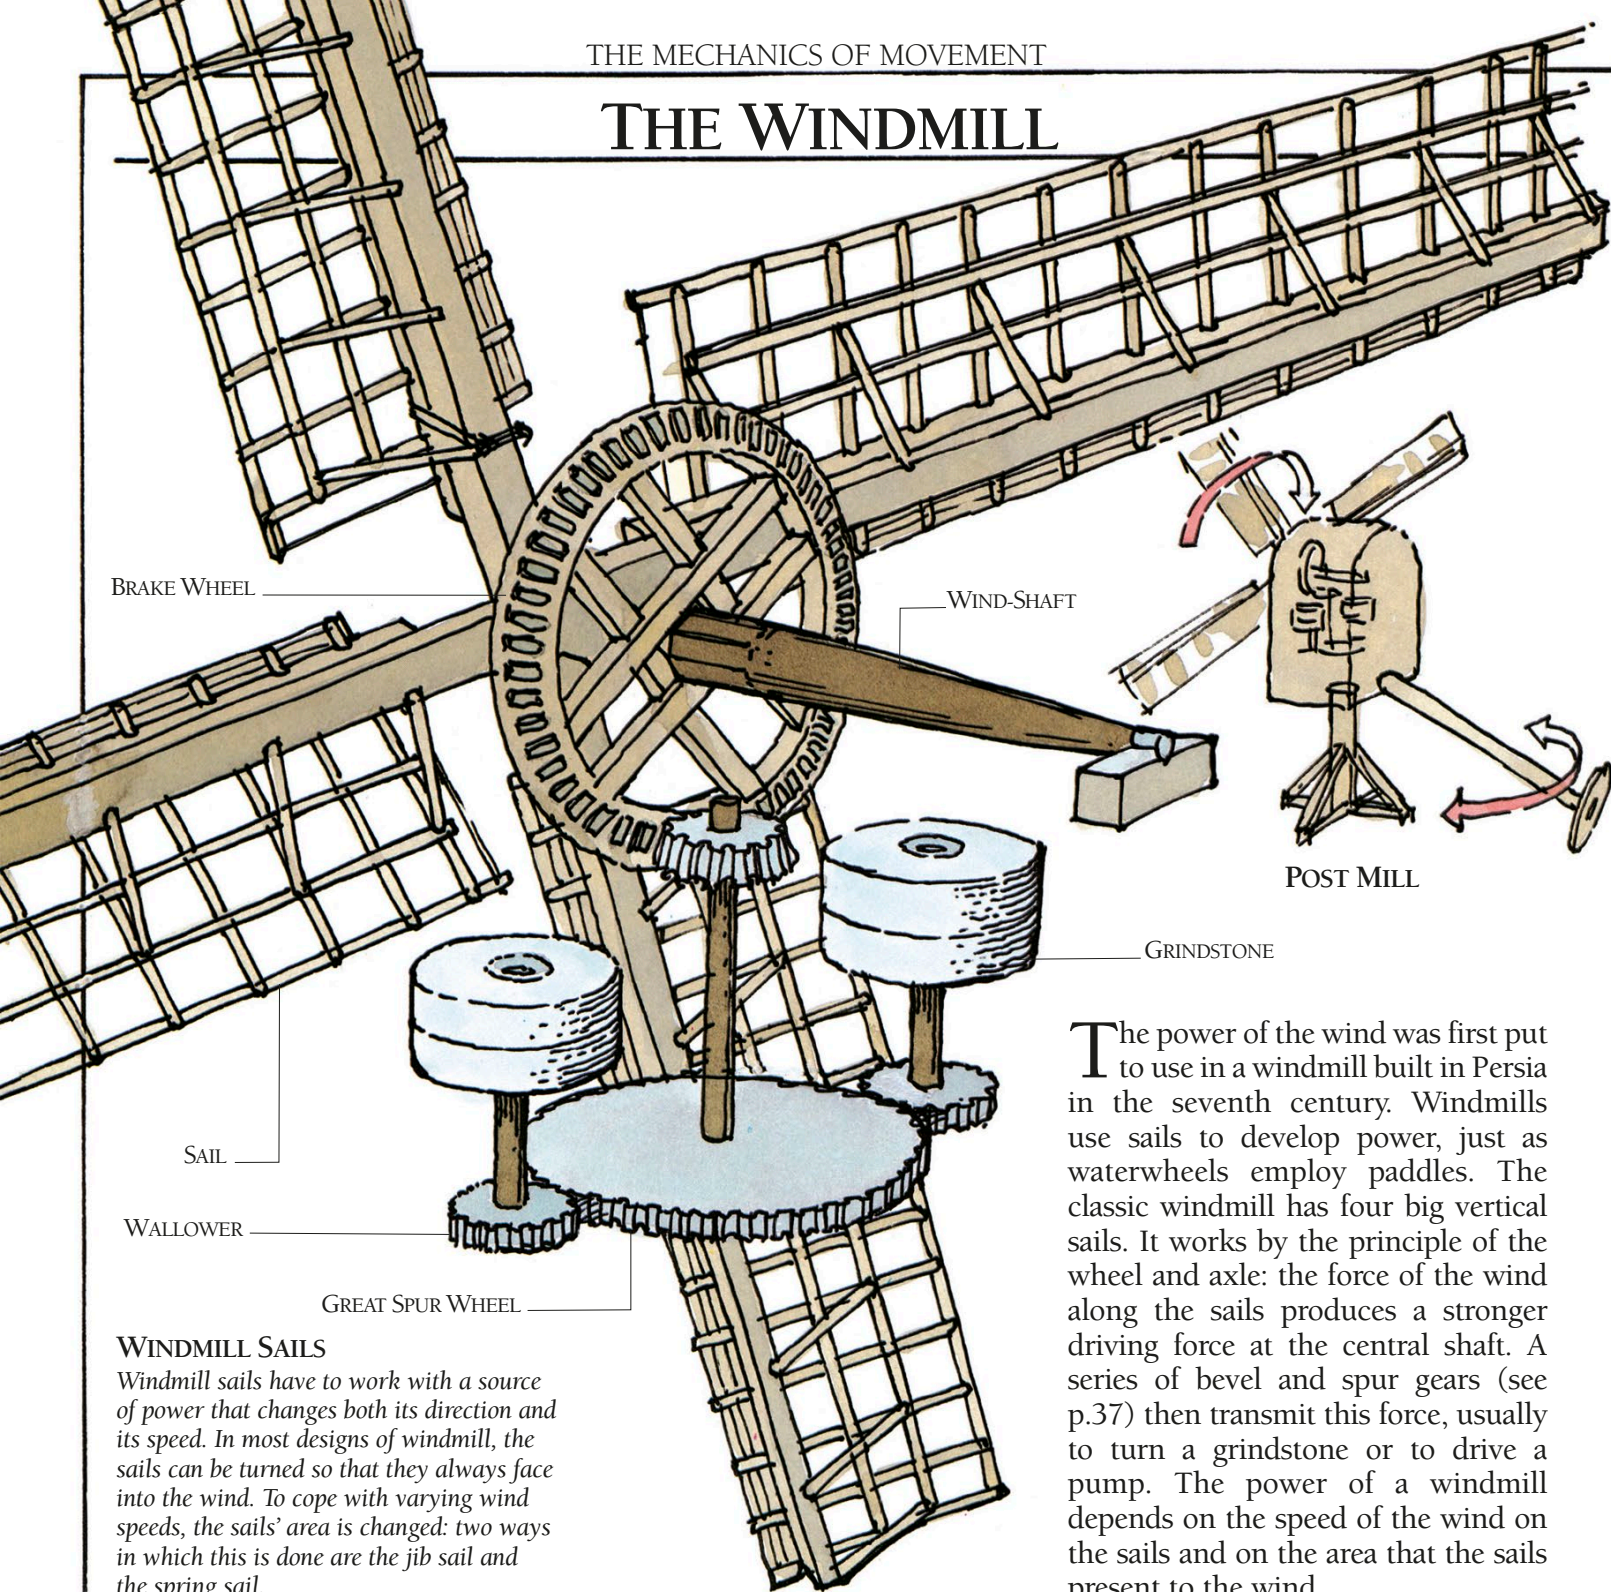 THE MECHANICS OF MOVEMENT
THE WINDMILL
BRAKE WHEEL
WIND-SHAFT
POST MILL
GRINDSTONE
SAIL
WALLOWER
GREAT SPUR WHEEL
WINDMILL SAILS
Windmill sails have to work with a source
of power that changes both its direction and
its speed. In most designs of windmill, the
sails can be turned so that they always face
into the wind. To cope with varying wind
speeds, the sails' area is changed: two ways
in which this is done are the jib sail and
the spring sail
The power of the wind was first put
to use in a windmill built in Persia
in the seventh century. Windmills
use sails to develop power, just as
waterwheels employ paddles. The
classic windmill has four big vertical
sails. It works by the principle of the
wheel and axle: the force of the wind
along the sails produces a stronger
driving force at the central shaft. A
series of bevel and spur gears (see
p.37) then transmit this force, usually
to turn a grindstone or to drive a
pump. The power of a windmill
depends on the speed of the wind on
the sails and on the area that the sails
present to the wind.